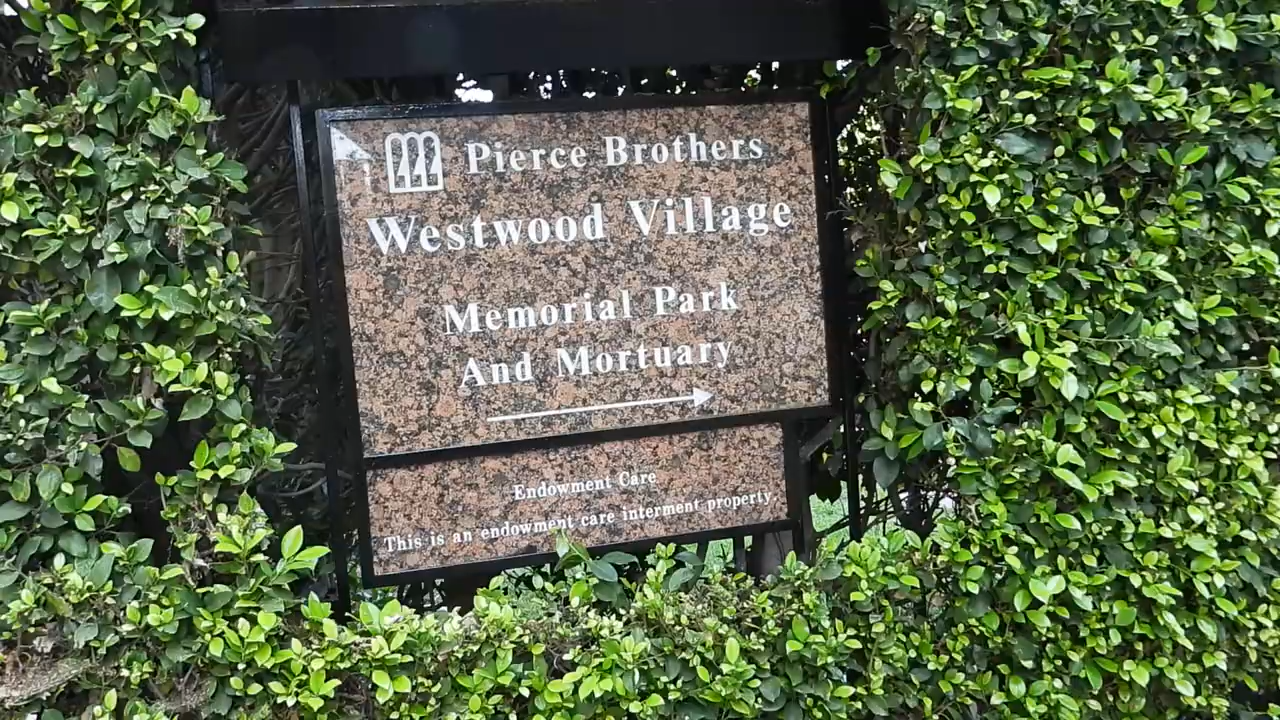 Pierce Brothers
Westwood Village
Memorial Park
And Mortuary
Endowment Care
This is an endowment care interment property.